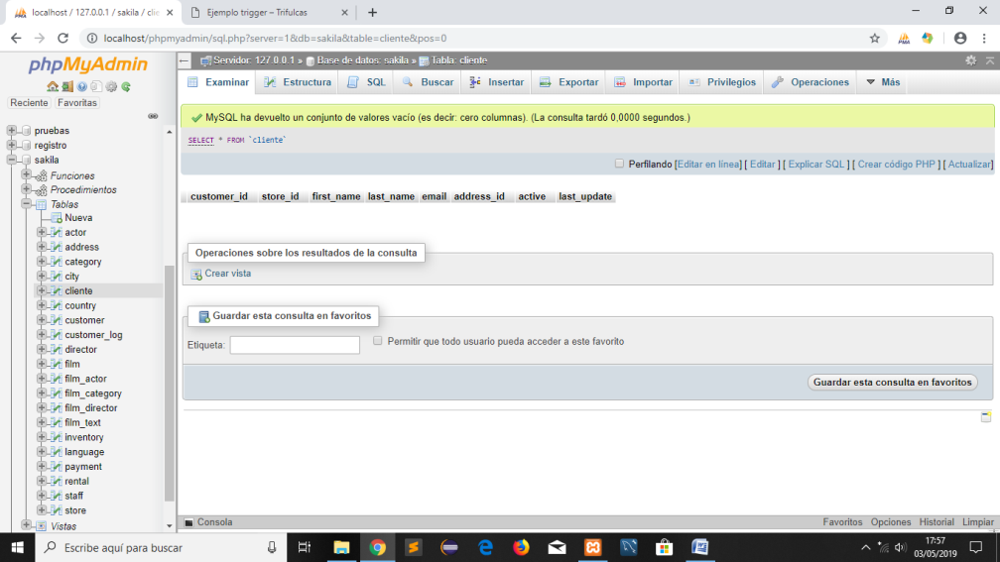 localhost / 127.0.0.1 / sakila / clie
Ejemplo trigger – Trifulcas
localhost/phpmyadmin/sql.php?server=1&db=sakila&table=cliente&pos=0
phpMyAdmin
Reciente Favoritas
pruebas
registro
sakila
Funciones
Procedimientos
Tablas
Nueva
actor
address
category
city
cliente
country
customer
customer_log
director
film
film_actor
film_category
film_director
film_text
inventory
language
payment
rental
staff
store
Vistas
Servidor: 127.0.0.1 » Base de datos: sakila » Tabla: cliente
Examinar Estructura SQL Buscar Insertar Exportar Importar Privilegios Operaciones Más
MySQL ha devuelto un conjunto de valores vacío (es decir: cero columnas). (La consulta tardó 0,0000 segundos.)
SELECT * FROM `cliente`
Perfilando [Editar en línea] [ Editar ] [ Explicar SQL ] [ Crear código PHP ] [ Actualizar]
customer_id store_id first_name last_name email address_id active last_update
Operaciones sobre los resultados de la consulta
Crear vista
Guardar esta consulta en favoritos
Etiqueta: Permitir que todo usuario pueda acceder a este favorito
Guardar esta consulta en favoritos
Consola Favoritos Opciones Historial Limpiar
Escribe aquí para buscar
17:57
03/05/2019